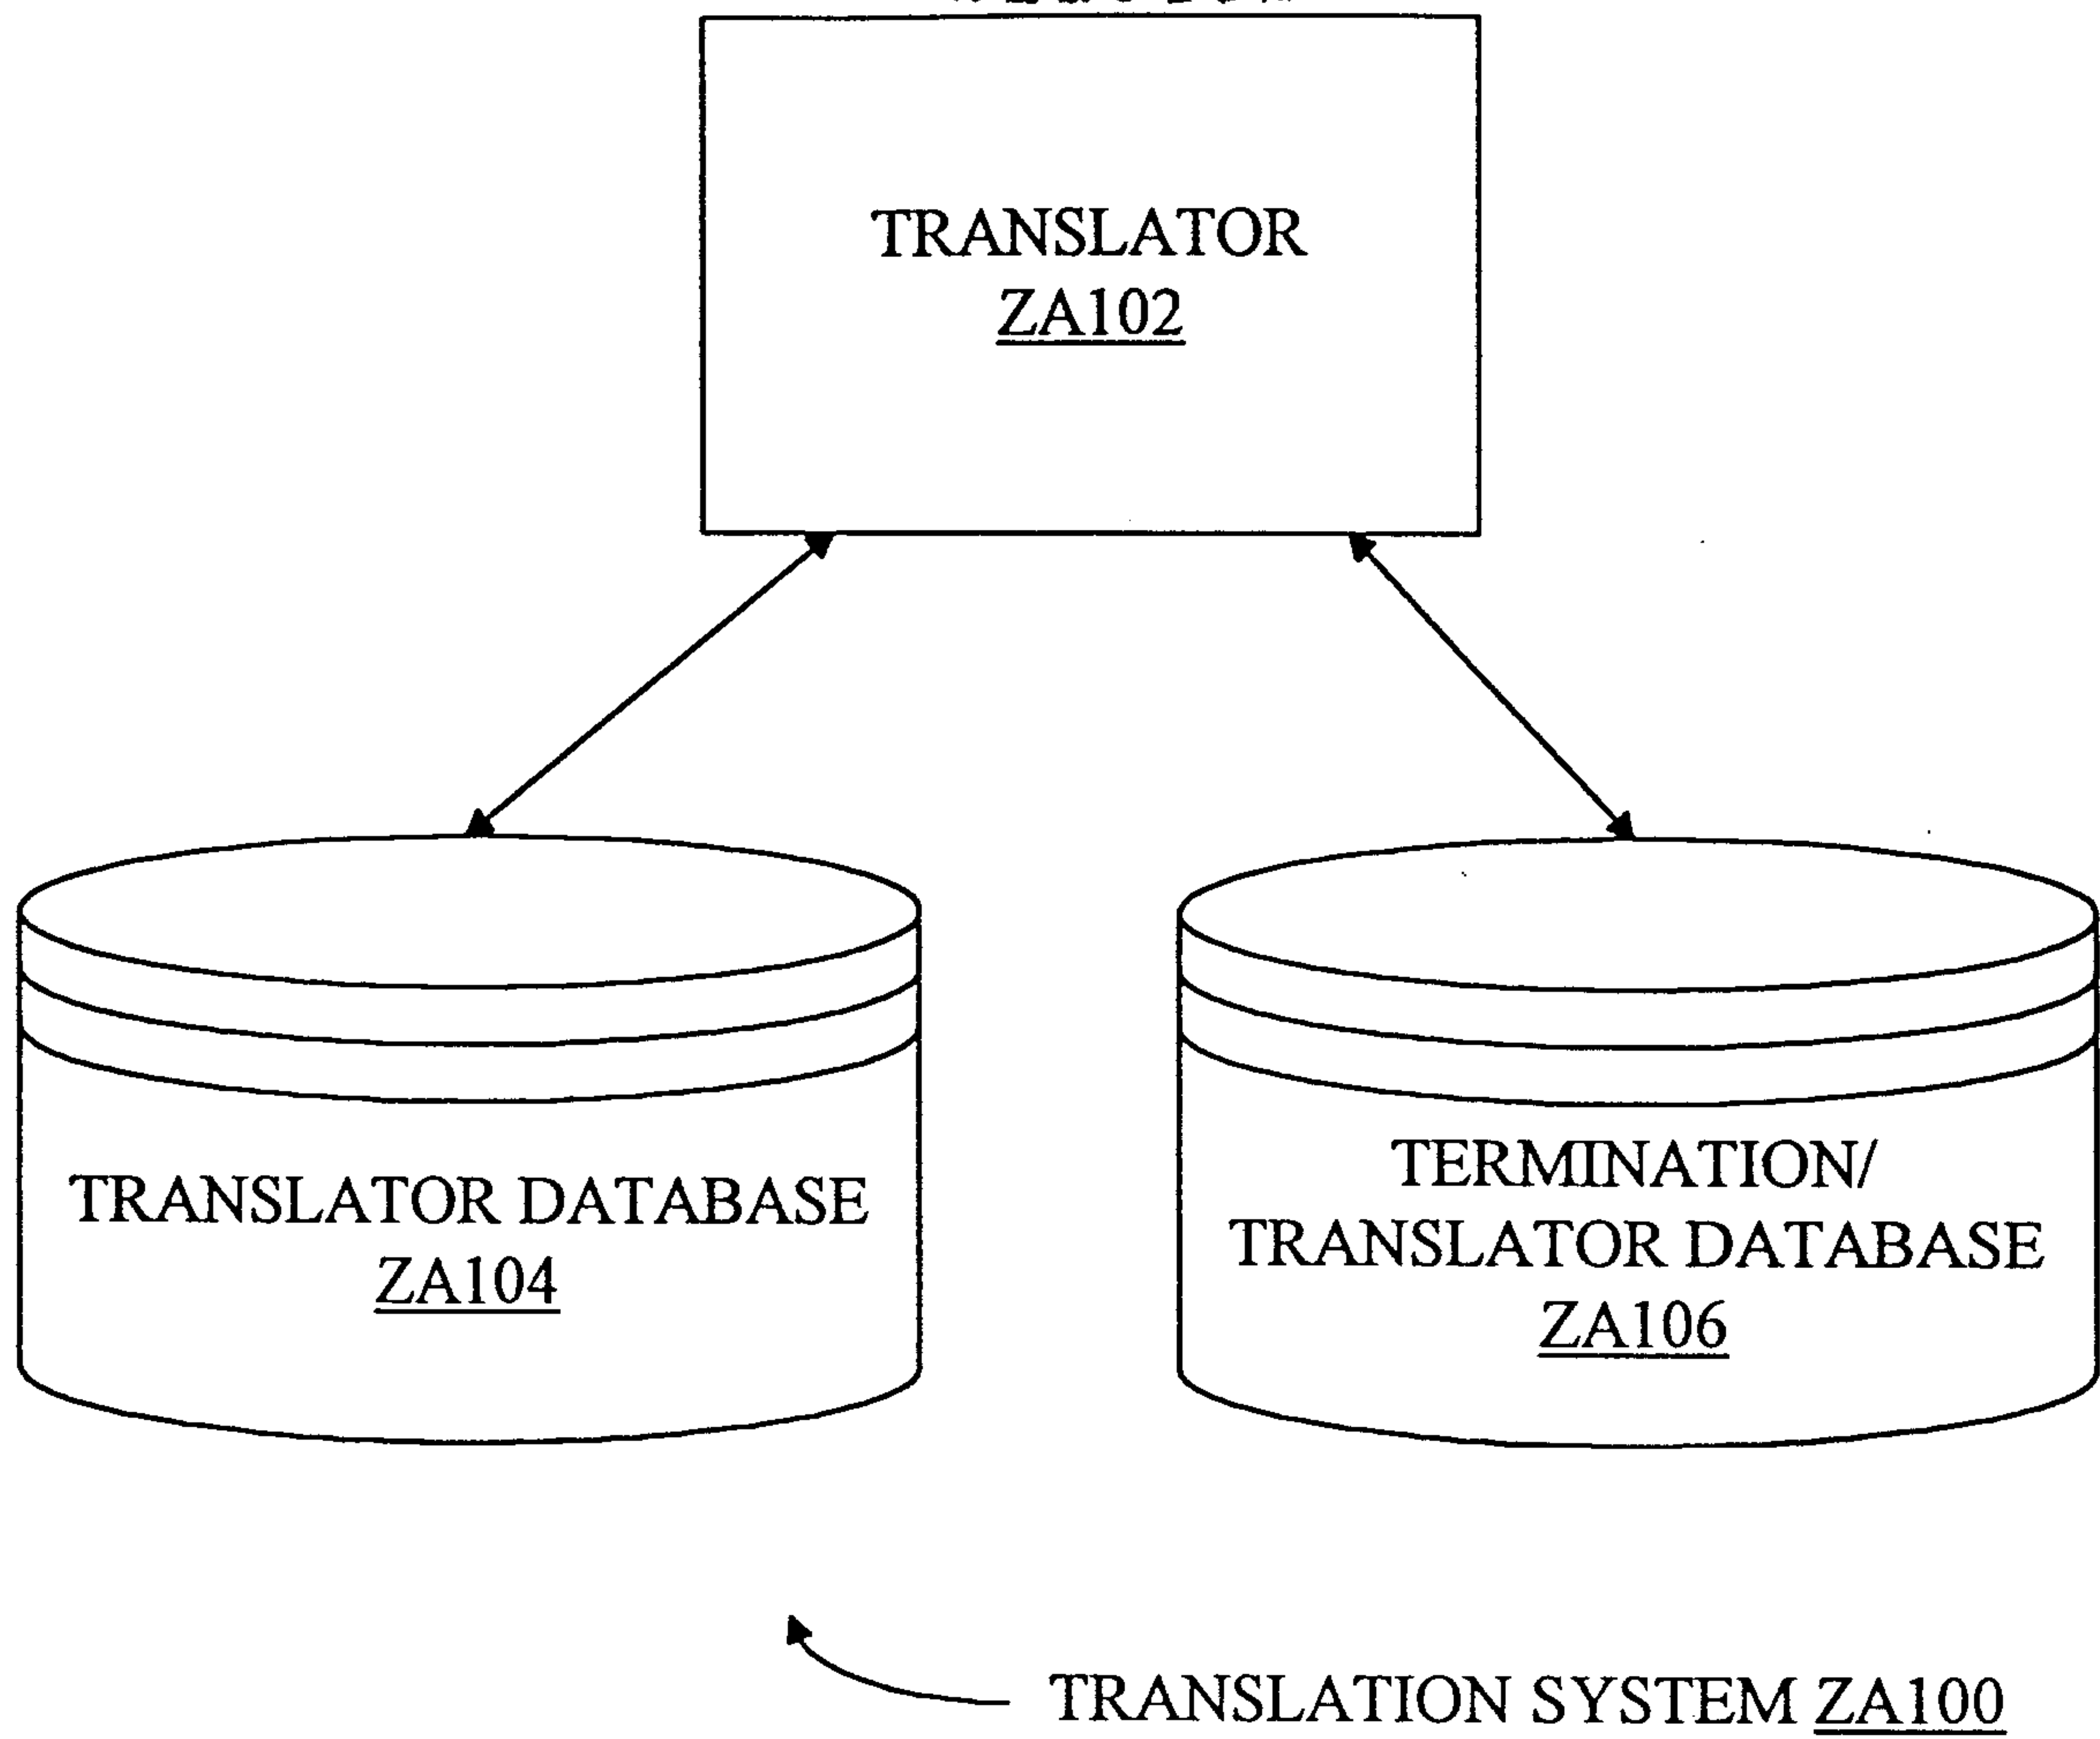 TRANSLATOR
ZA102
TRANSLATOR DATABASE
ZA104
TERMINATION/
TRANSLATOR DATABASE
ZA106
TRANSLATION SYSTEM ZA100